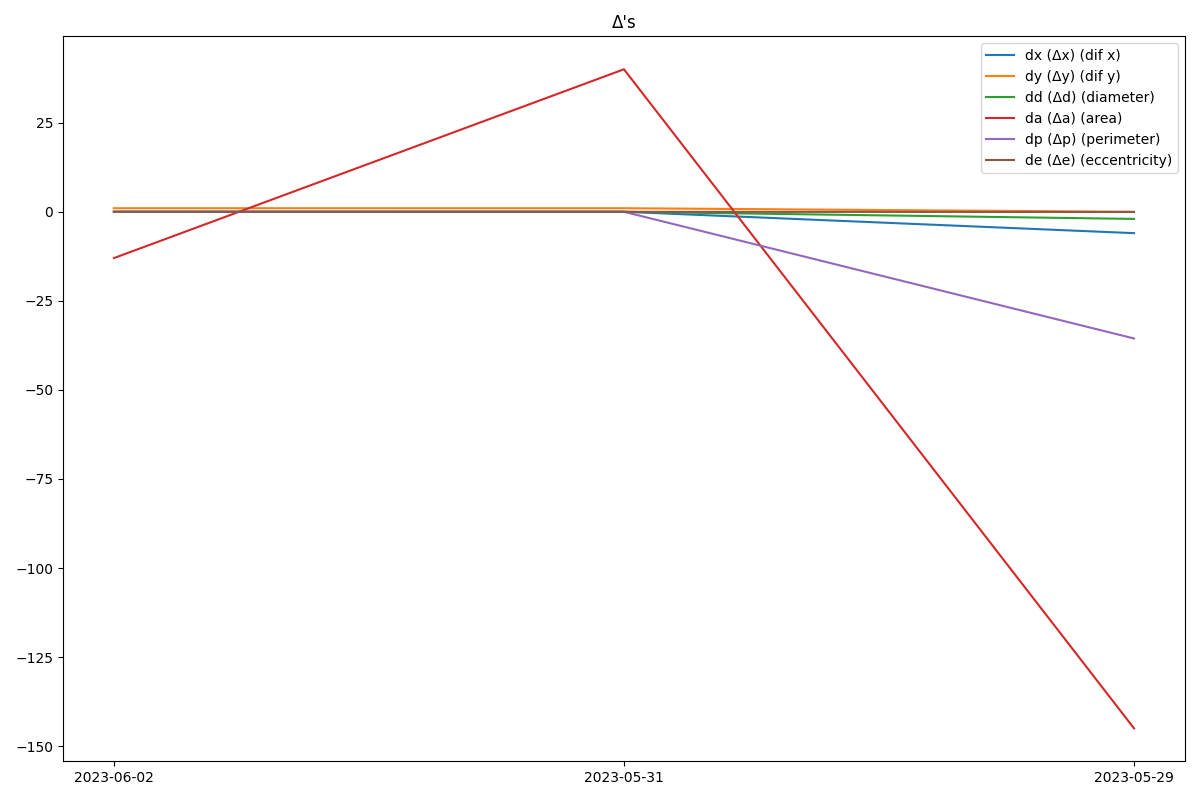 Δ's
dx (Δx) (dif x)
dy (Δy) (dif y)
dd (Δd) (diameter)
da (Δa) (area)
dp (Δp) (perimeter)
de (Δe) (eccentricity)
25
0
−25
−50
−75
−100
−125
−150
2023-06-02 2023-05-31 2023-05-29